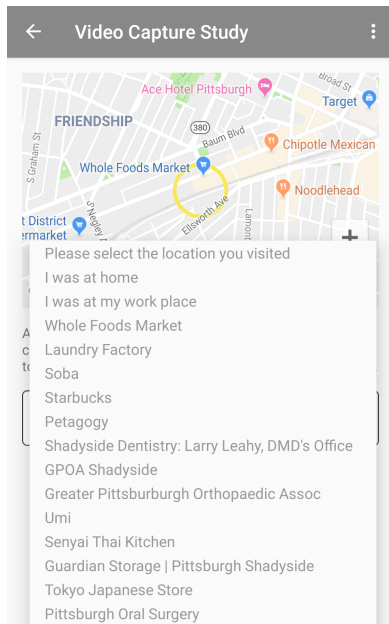 Video Capture Study
Broad St
Ace Hotel Pittsburgh
Target
FRIENDSHIP
380
Baum Blvd
S Graham St
Chipotle Mexican
Whole Foods Market
Noodlehead
S Negley
Ellsworth Ave
Lamont
t District
ermarket
+
Please select the location you visited
I was at home
I was at my work place
Whole Foods Market
Laundry Factory
Soba
Starbucks
Petagogy
Shadyside Dentistry: Larry Leahy, DMD's Office
GPOA Shadyside
Greater Pittsburburgh Orthopaedic Assoc
Umi
Senyai Thai Kitchen
Guardian Storage | Pittsburgh Shadyside
Tokyo Japanese Store
Pittsburgh Oral Surgery